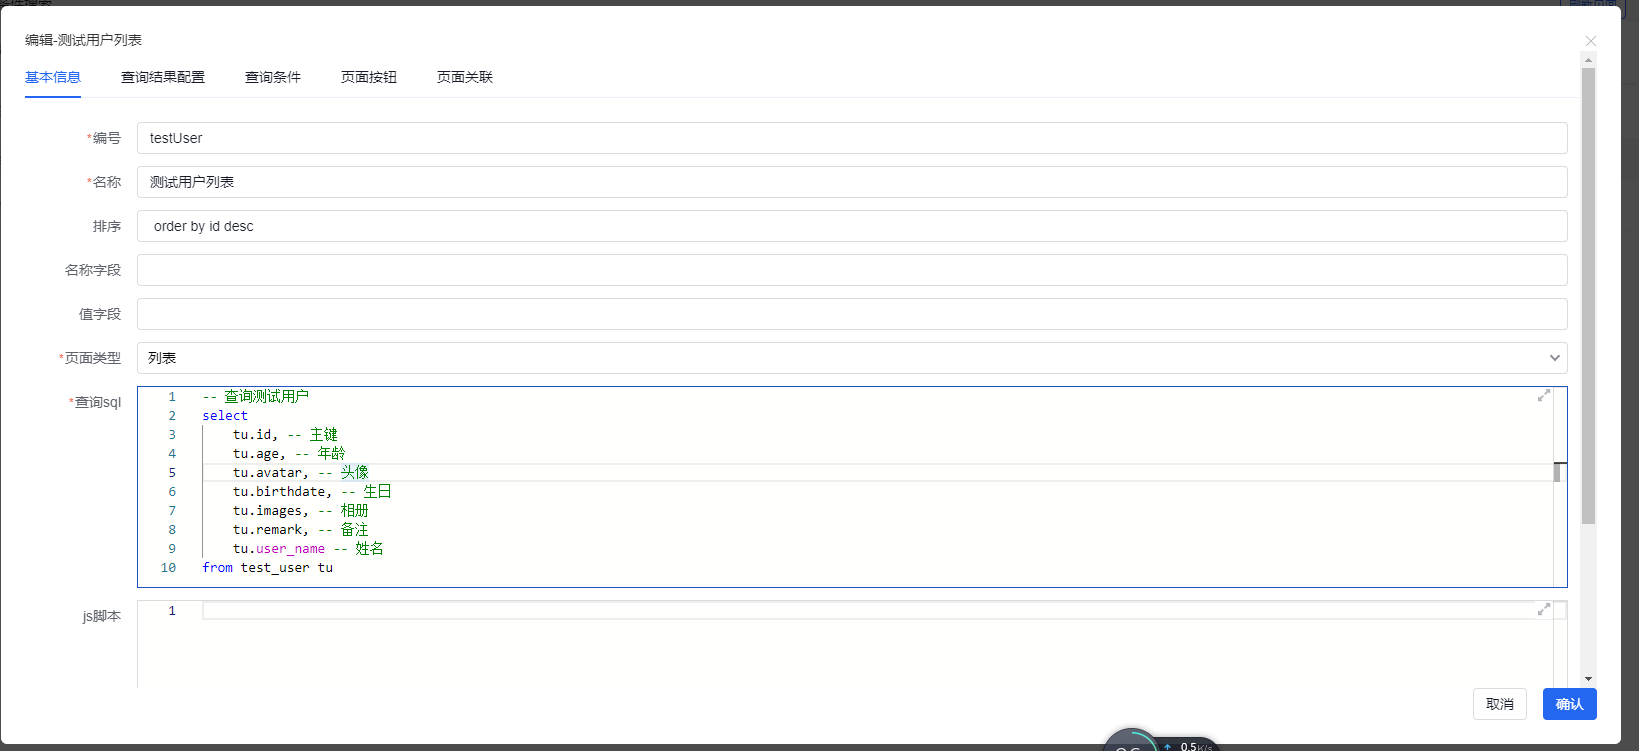 编辑-测试用户列表
基本信息 查询结果配置 查询条件 页面按钮 页面关联
*编号 testUser
*名称 测试用户列表
排序 order by id desc
名称字段
值字段
*页面类型 列表
*查询sql
1 -- 查询测试用户
2 select
3 tu.id, -- 主键
4 tu.age, -- 年龄
5 tu.avatar, -- 头像
6 tu.birthdate, -- 生日
7 tu.images, -- 相册
8 tu.remark, -- 备注
9 tu.user_name -- 姓名
10 from test_user tu
js脚本 1
取消 确认
0.5K/s